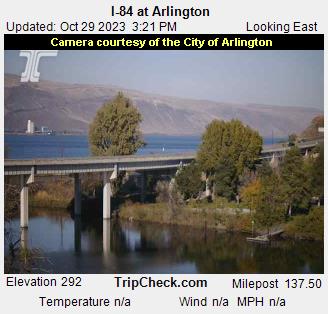 I-84 at Arlington
Updated: Oct 29 2023 3:21 PM Looking East
Camera courtesy of the City of Arlington
Elevation 292 TripCheck.com Milepost 137.50
Temperature n/a Wind n/a MPH n/a